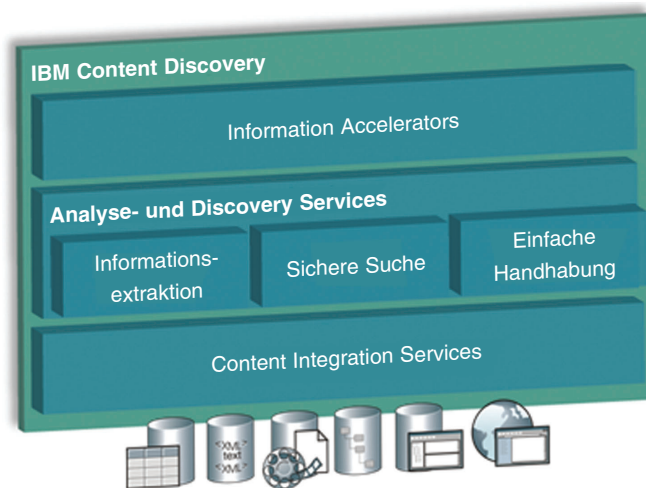 IBM Content Discovery
Information Accelerators
Analyse- und Discovery Services
Informations-
extraktion
Sichere Suche
Einfache
Handhabung
Content Integration Services
<XML>
text
<XML>